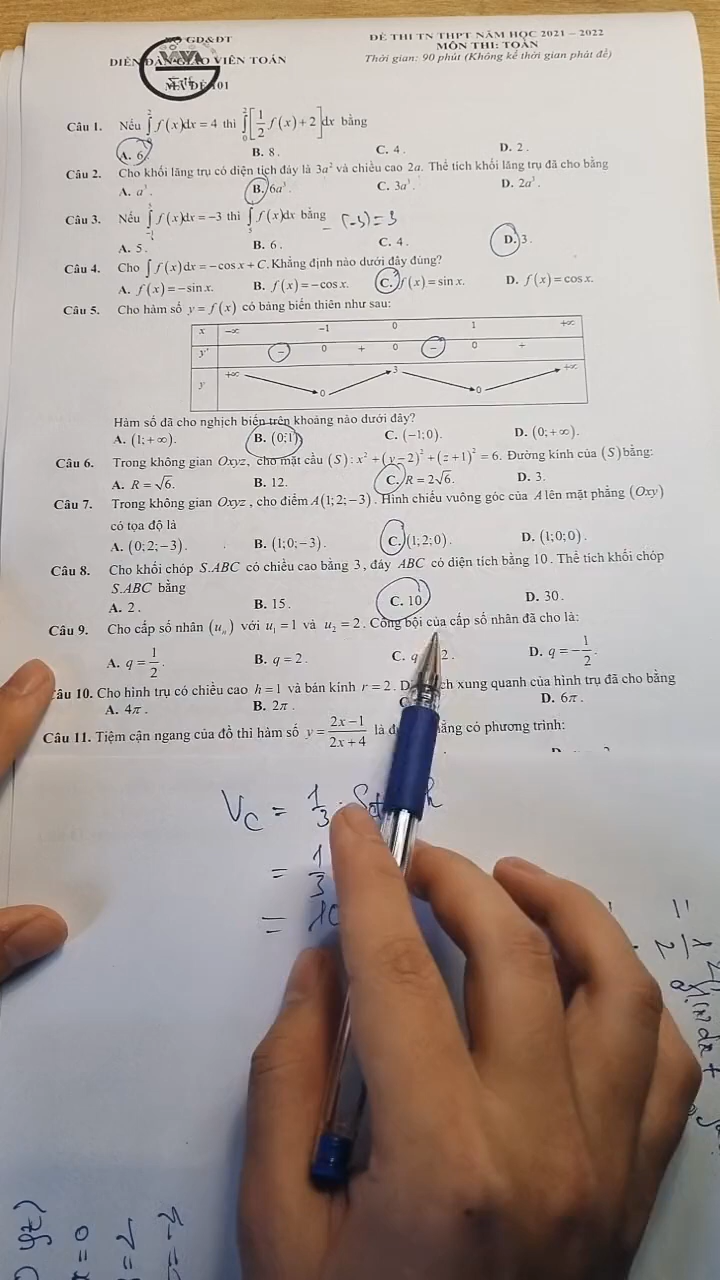 GD&ĐT
ĐỀ THI TN THPT NĂM HỌC 2021 – 2022
DIỄN ĐÀN GIÁO VIÊN TOÁN
MÔN THI: TOÁN
Thời gian: 90 phút (Không kể thời gian phát đề)
MÃ ĐỀ 101
Câu 1. Nếu ∫₀² f(x)dx = 4 thì ∫₀² [1/2 f(x) + 2]dx bằng
A. 6. B. 8. C. 4. D. 2.
Câu 2. Cho khối lăng trụ có diện tích đáy là 3a² và chiều cao 2a. Thể tích khối lăng trụ đã cho bằng
A. a³. B. 6a³. C. 3a³. D. 2a³.
Câu 3. Nếu ∫₋₁⁵ f(x)dx = −3 thì ∫₅⁻¹ f(x)dx bằng − (-3) = 3
A. 5. B. 6. C. 4. D. 3.
Câu 4. Cho ∫ f(x)dx = −cos x + C. Khẳng định nào dưới đây đúng?
A. f(x) = −sin x. B. f(x) = −cos x. C. f(x) = sin x. D. f(x) = cos x.
Câu 5. Cho hàm số y = f(x) có bảng biến thiên như sau:
x −∞ −1 0 1 +∞
y' − 0 + 0 − 0 +
+∞ 3 +∞
y
0 0
Hàm số đã cho nghịch biến trên khoảng nào dưới đây?
A. (1;+∞). B. (0;1). C. (−1;0). D. (0;+∞).
Câu 6. Trong không gian Oxyz, cho mặt cầu (S): x² + (y−2)² + (z+1)² = 6. Đường kính của (S) bằng:
A. R = √6. B. 12. C. R = 2√6. D. 3.
Câu 7. Trong không gian Oxyz, cho điểm A(1;2;−3). Hình chiếu vuông góc của A lên mặt phẳng (Oxy)
có tọa độ là
A. (0;2;−3). B. (1;0;−3). C. (1;2;0). D. (1;0;0).
Câu 8. Cho khối chóp S.ABC có chiều cao bằng 3, đáy ABC có diện tích bằng 10. Thể tích khối chóp
S.ABC bằng
A. 2. B. 15. C. 10 D. 30.
Câu 9. Cho cấp số nhân (uₙ) với u₁ = 1 và u₂ = 2. Công bội của cấp số nhân đã cho là:
A. q = 1/2. B. q = 2. C. q 2. D. q = −1/2.
Câu 10. Cho hình trụ có chiều cao h = 1 và bán kính r = 2. xung quanh của hình trụ đã cho bằng
A. 4π. B. 2π. D. 6π.
Câu 11. Tiệm cận ngang của đồ thị hàm số y = (2x−1)/(2x+4) là có phương trình:
V_C = 1/3 .
= 1/3
= 10